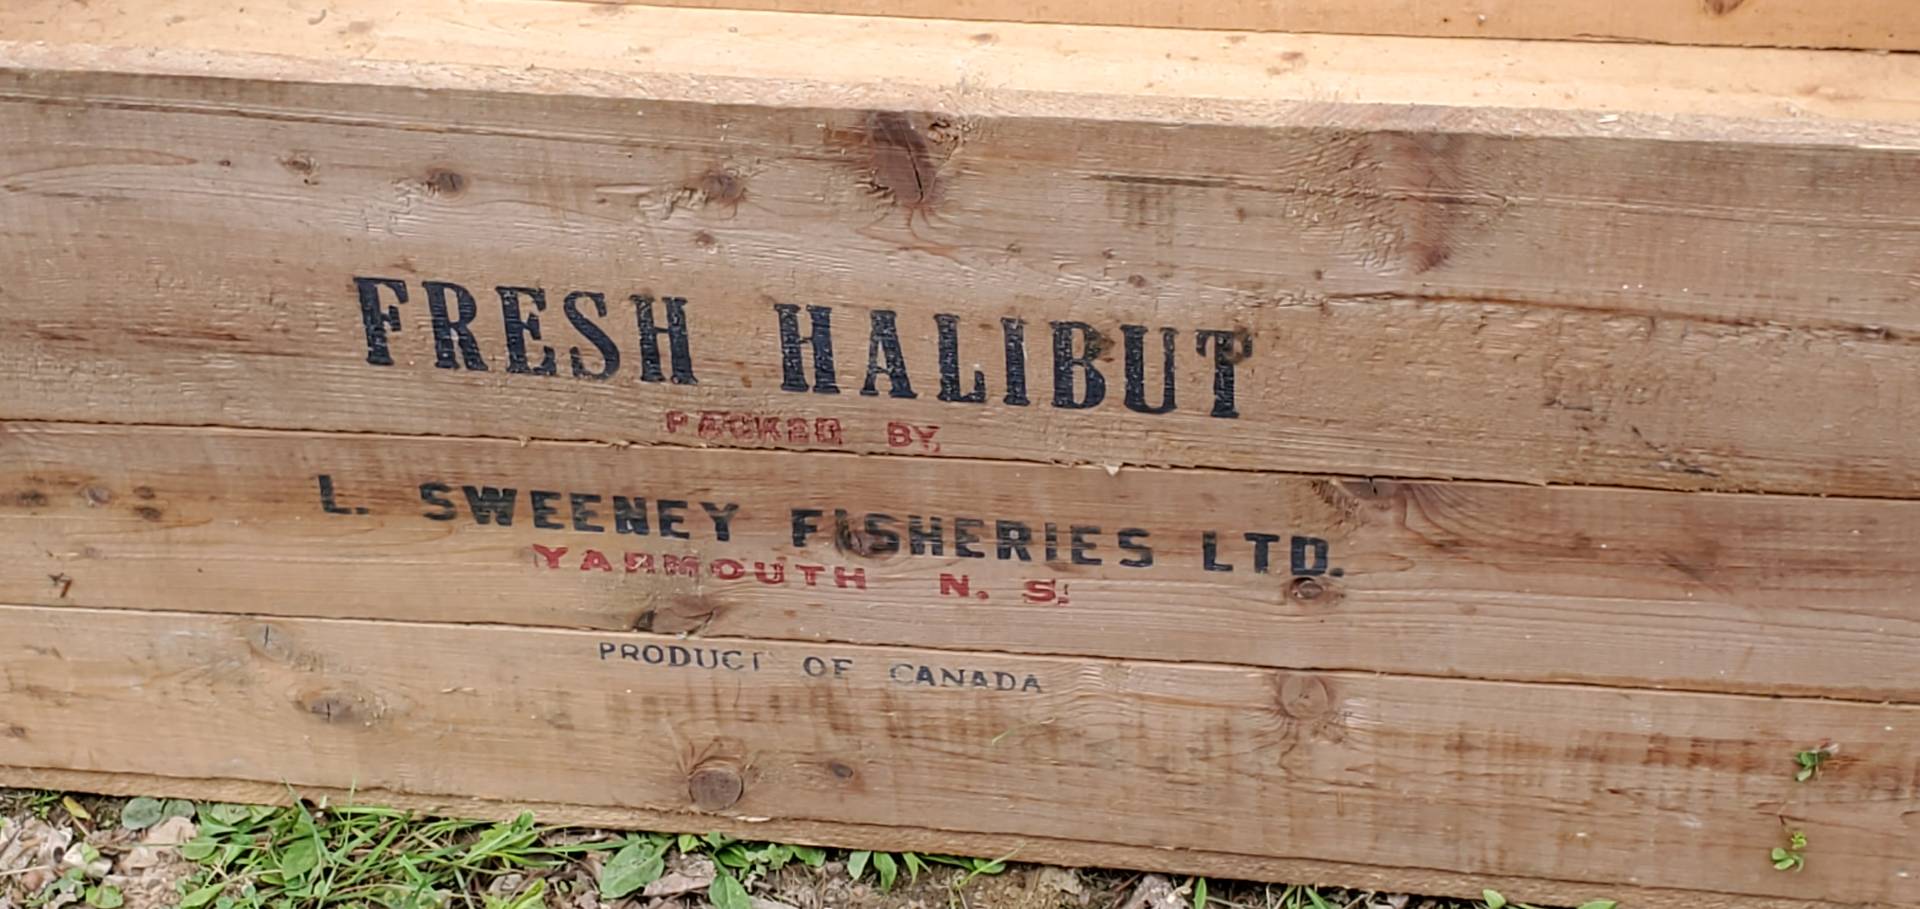 FRESH HALIBUT
PACKED BY
L. SWEENEY FISHERIES LTD.
YARMOUTH N. S.
PRODUCT OF CANADA